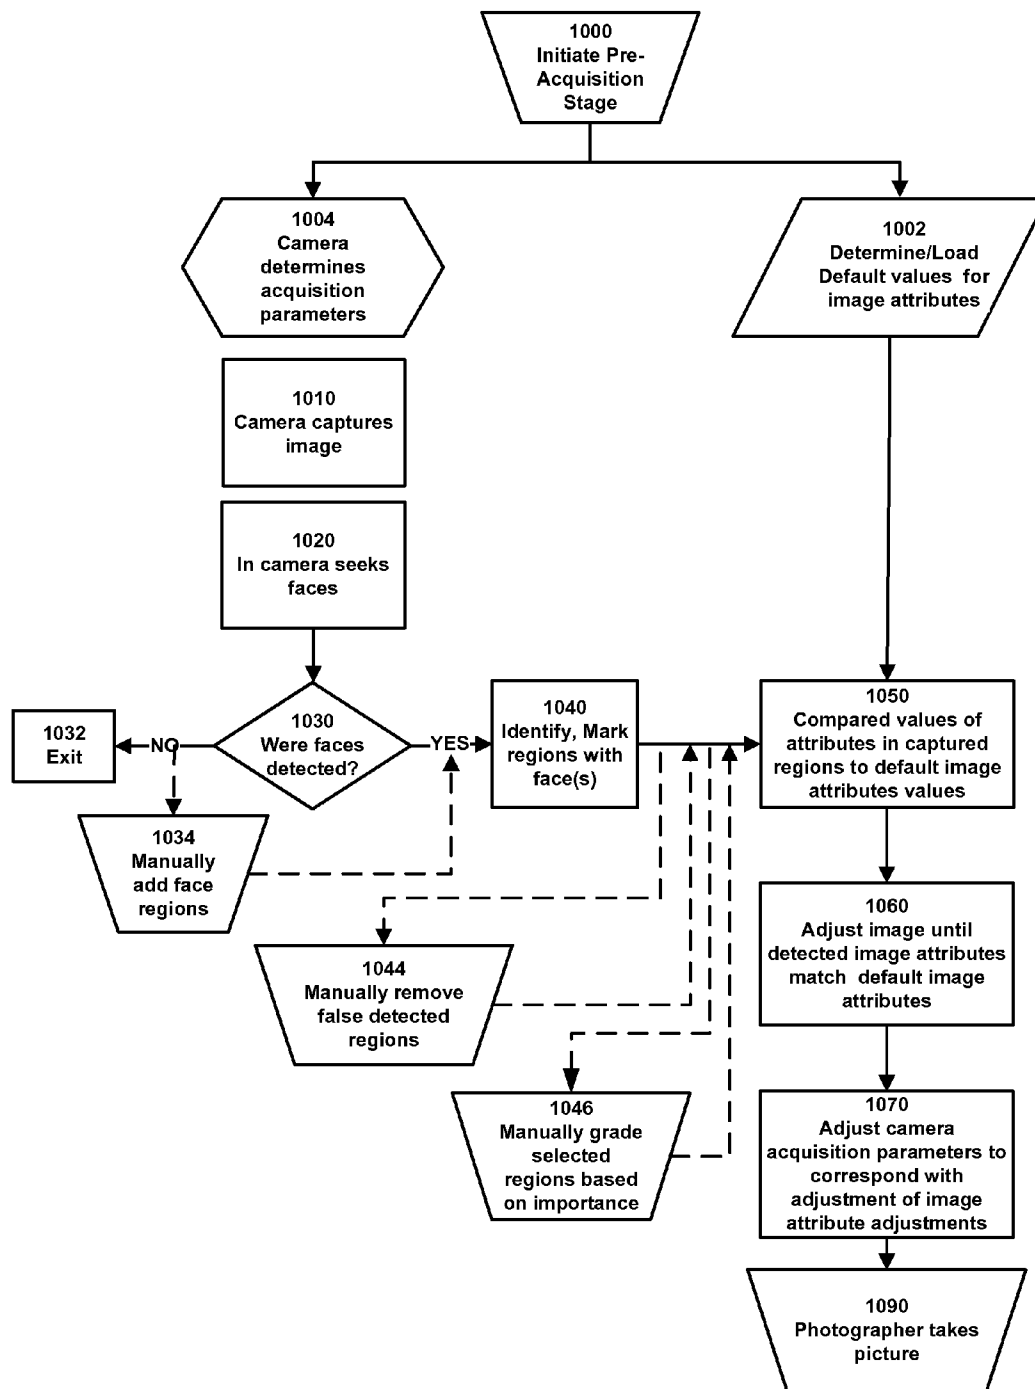 1000
Initiate Pre-
Acquisition
Stage
1004
Camera
determines
acquisition
parameters
1002
Determine/Load
Default values for
image attributes
1010
Camera captures
image
1020
In camera seeks
faces
1030
Were faces
detected?
NO
YES
1032
Exit
1034
Manually
add face
regions
1040
Identify, Mark
regions with
face(s)
1044
Manually remove
false detected
regions
1046
Manually grade
selected
regions based
on importance
1050
Compared values of
attributes in captured
regions to default image
attributes values
1060
Adjust image until
detected image attributes
match default image
attributes
1070
Adjust camera
acquisition parameters to
correspond with
adjustment of image
attribute adjustments
1090
Photographer takes
picture